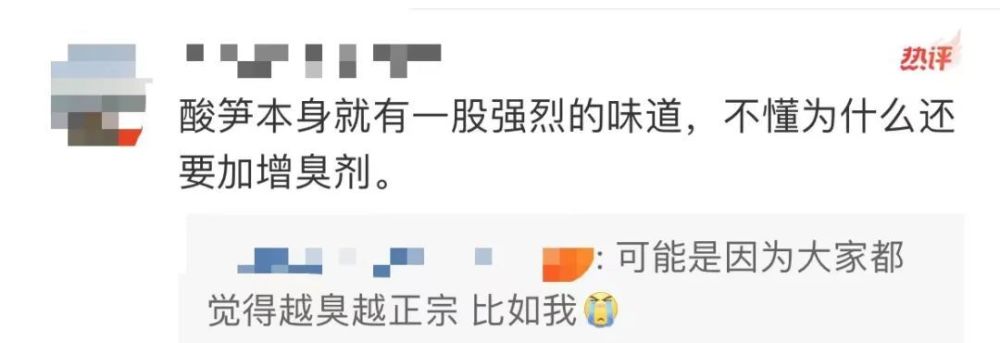 热评
酸笋本身就有一股强烈的味道，不懂为什么还
要加增臭剂。
: 可能是因为大家都
觉得越臭越正宗 比如我😭